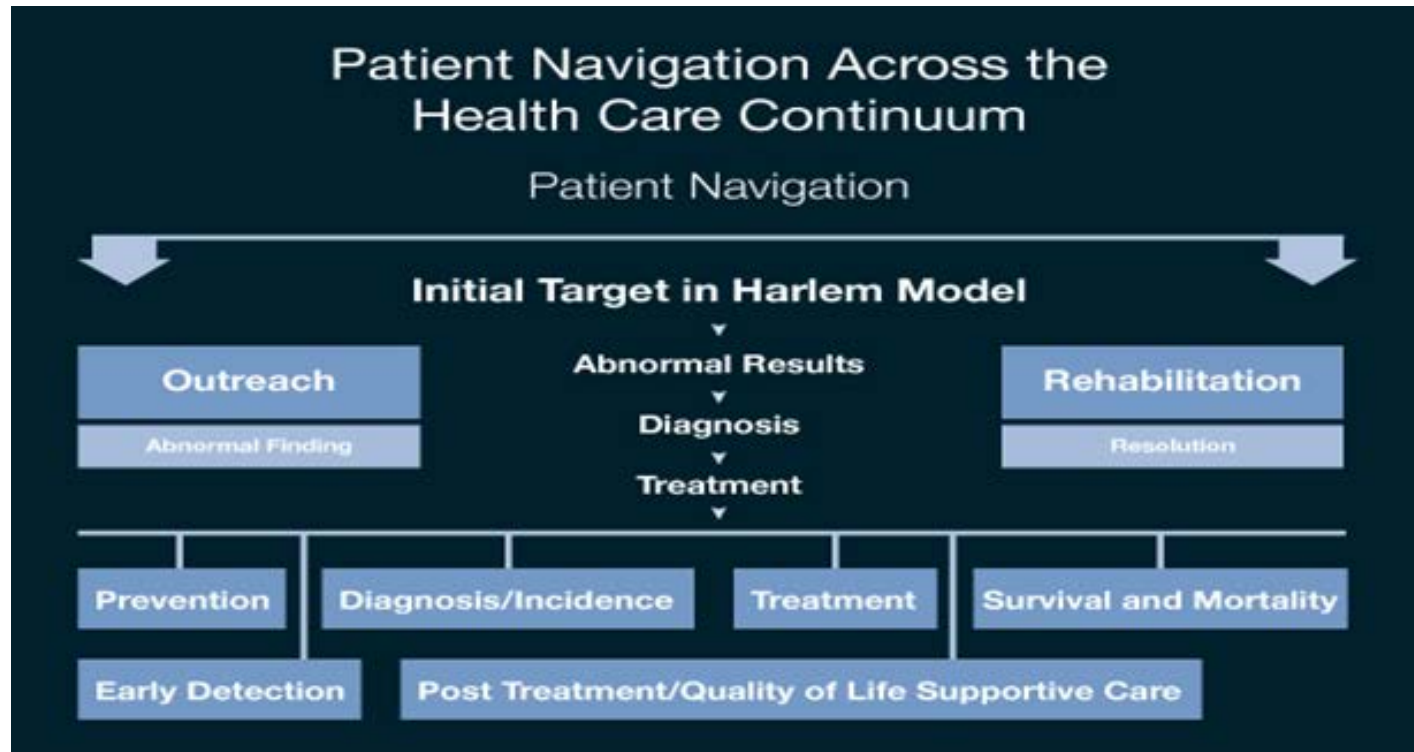 Patient Navigation Across the
Health Care Continuum
Patient Navigation
Initial Target in Harlem Model
Abnormal Results
Outreach
Rehabilitation
Diagnosis
Abnormal Finding
Resolution
Treatment
Prevention
Diagnosis/Incidence
Treatment
Survival and Mortality
Early Detection
Post Treatment/Quality of Life Supportive Care